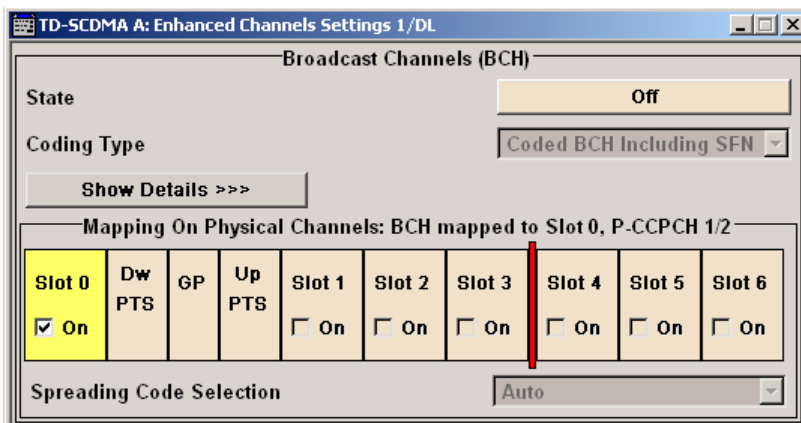 TD-SCDMA A: Enhanced Channels Settings 1/DL
Broadcast Channels (BCH)
State Off
Coding Type Coded BCH Including SFN
Show Details >>>
Mapping On Physical Channels: BCH mapped to Slot 0, P-CCPCH 1/2
Slot 0 Dw PTS GP Up PTS Slot 1 Slot 2 Slot 3 Slot 4 Slot 5 Slot 6
On On On On On On On
Spreading Code Selection Auto